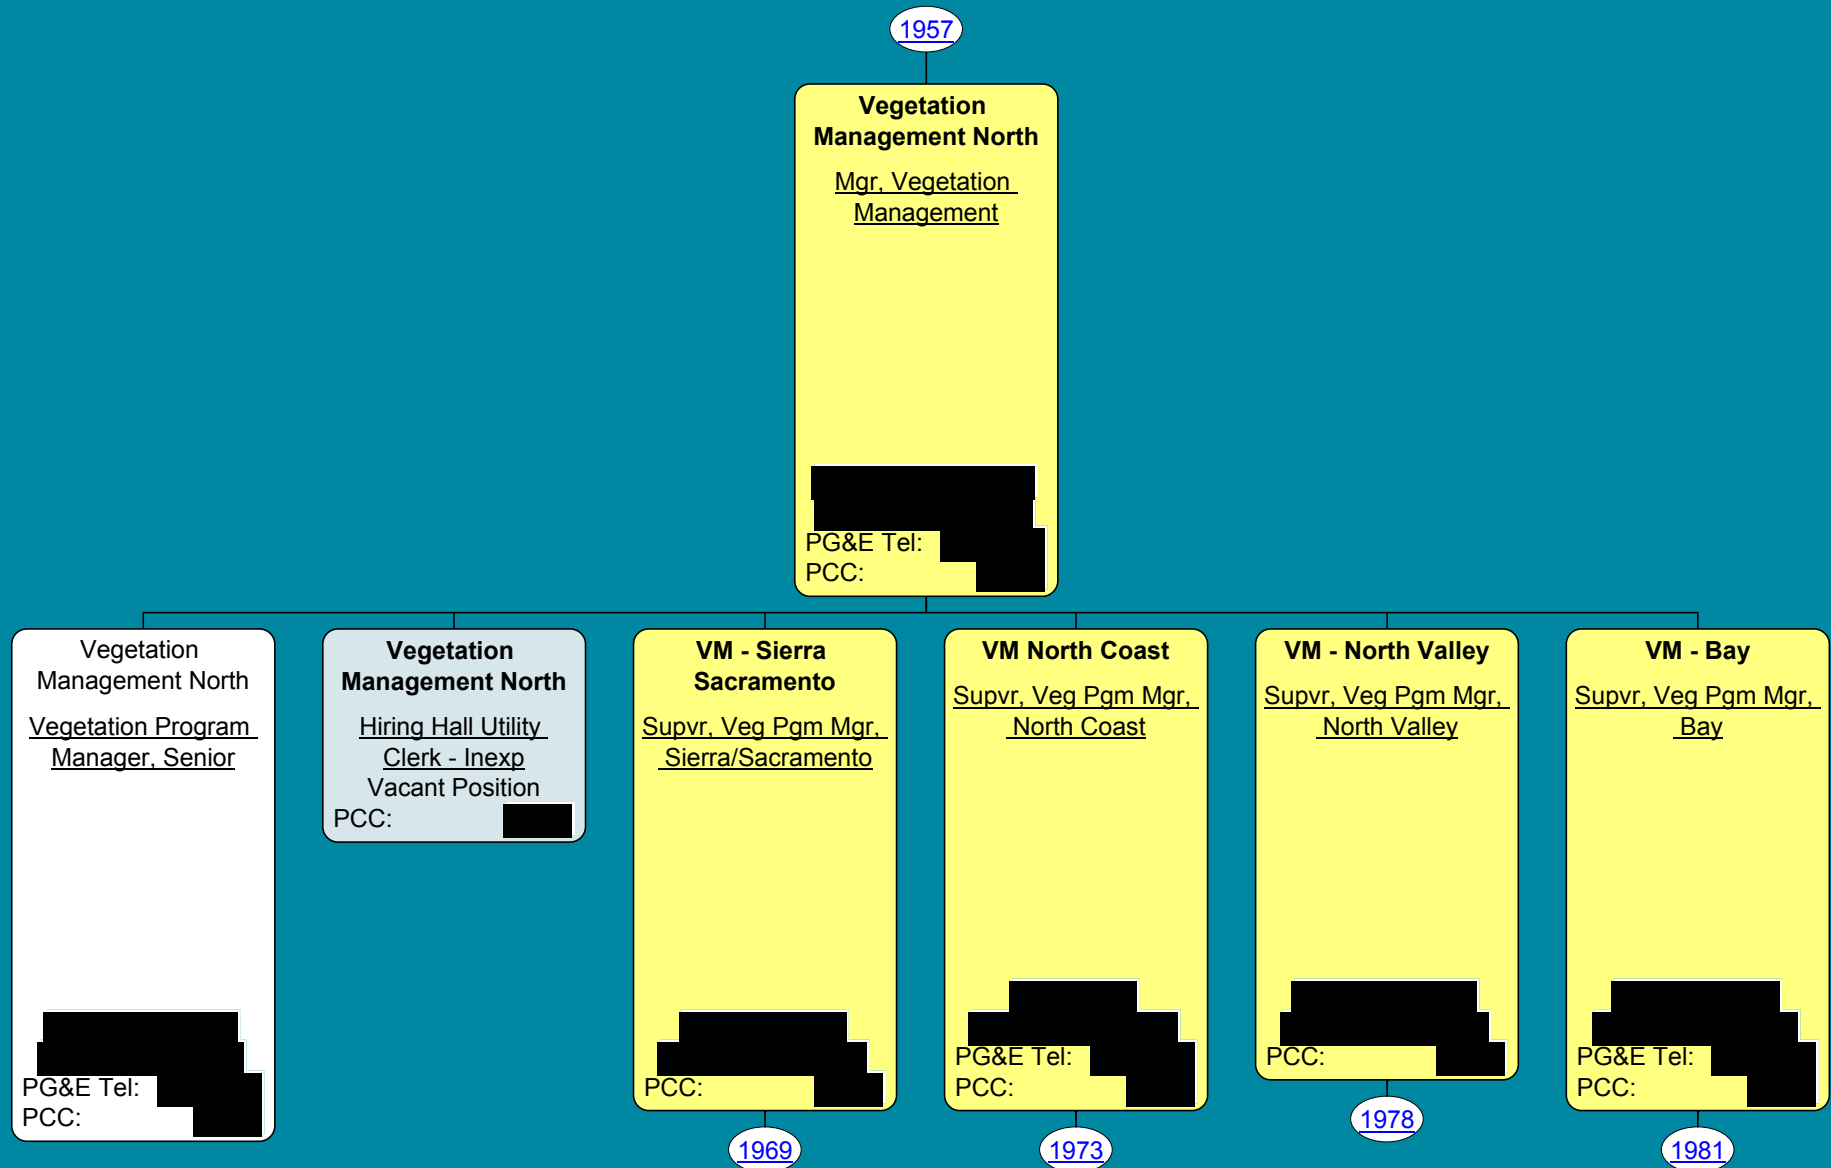 1957
Vegetation
Management North
Mgr, Vegetation
Management
PG&E Tel:
PCC:
Vegetation
Management North
Vegetation Program
Manager, Senior
PG&E Tel:
PCC:
Vegetation
Management North
Hiring Hall Utility
Clerk - Inexp
Vacant Position
PCC:
VM - Sierra
Sacramento
Supvr, Veg Pgm Mgr,
Sierra/Sacramento
PCC:
1969
VM North Coast
Supvr, Veg Pgm Mgr,
North Coast
PG&E Tel:
PCC:
1973
VM - North Valley
Supvr, Veg Pgm Mgr,
North Valley
PCC:
1978
VM - Bay
Supvr, Veg Pgm Mgr,
Bay
PG&E Tel:
PCC:
1981